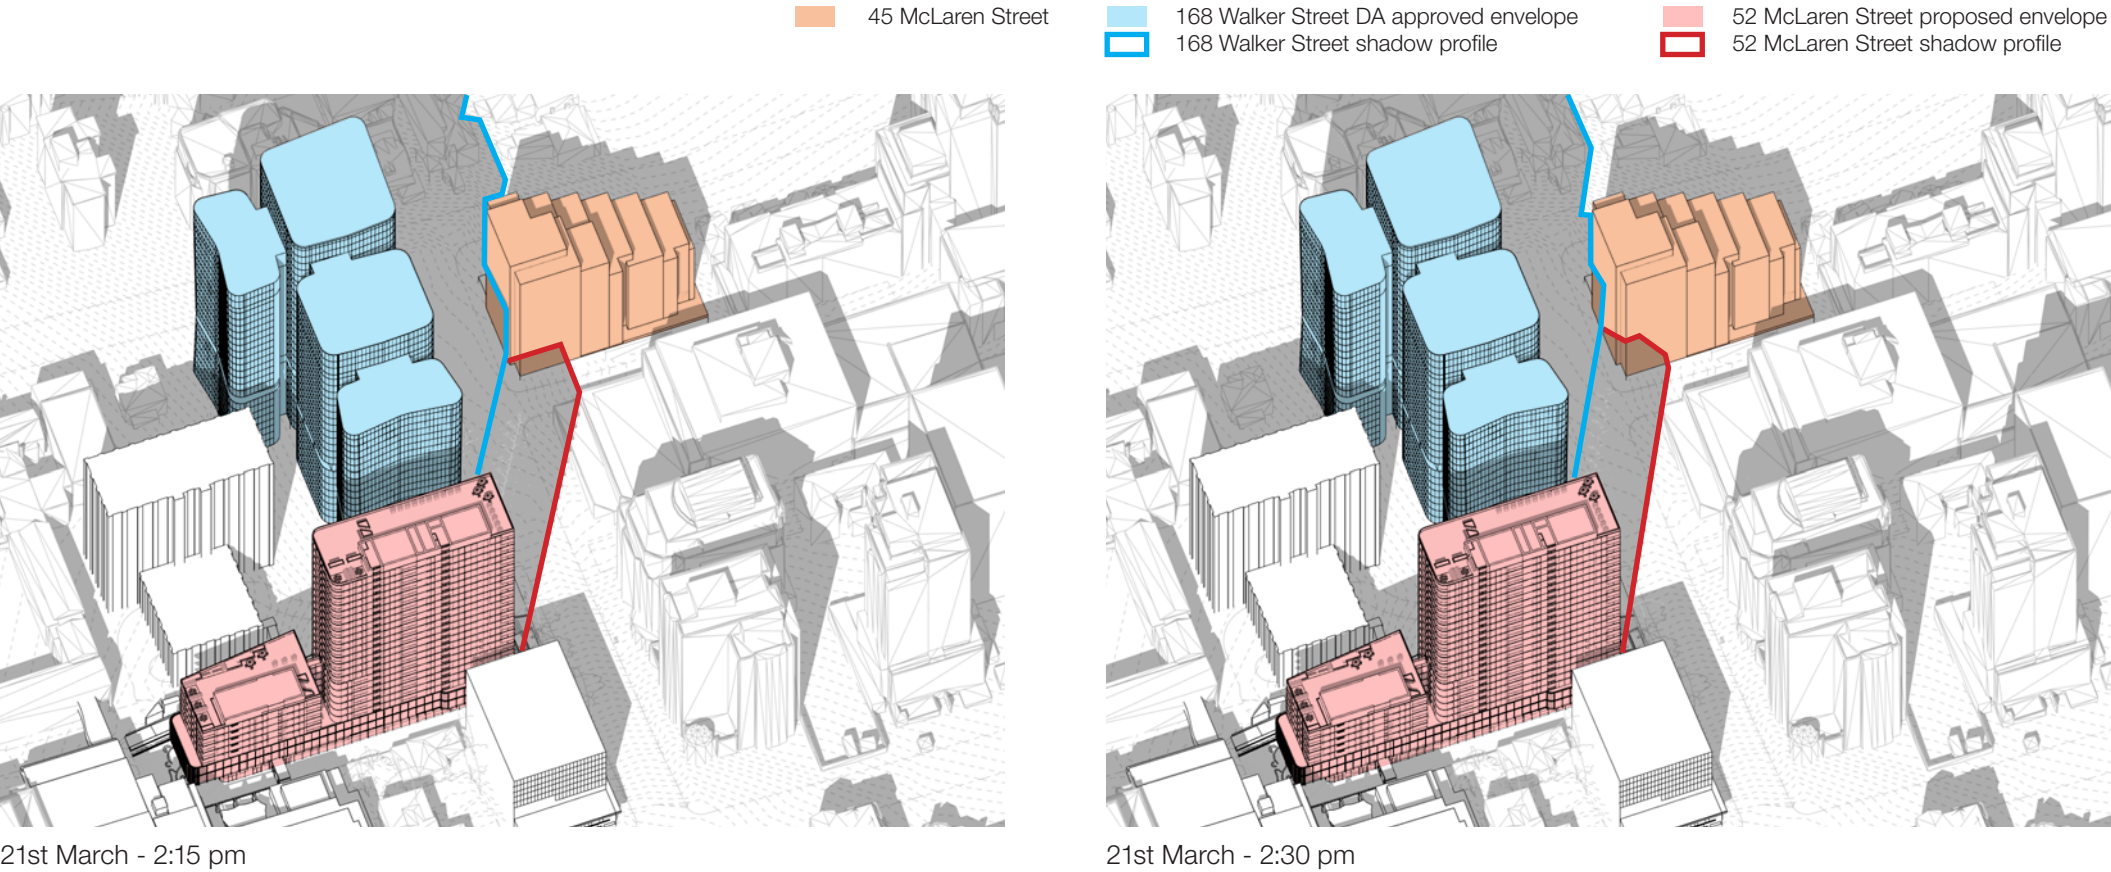 45 McLaren Street
168 Walker Street DA approved envelope
168 Walker Street shadow profile
52 McLaren Street proposed envelope
52 McLaren Street shadow profile
21st March - 2:15 pm
21st March - 2:30 pm